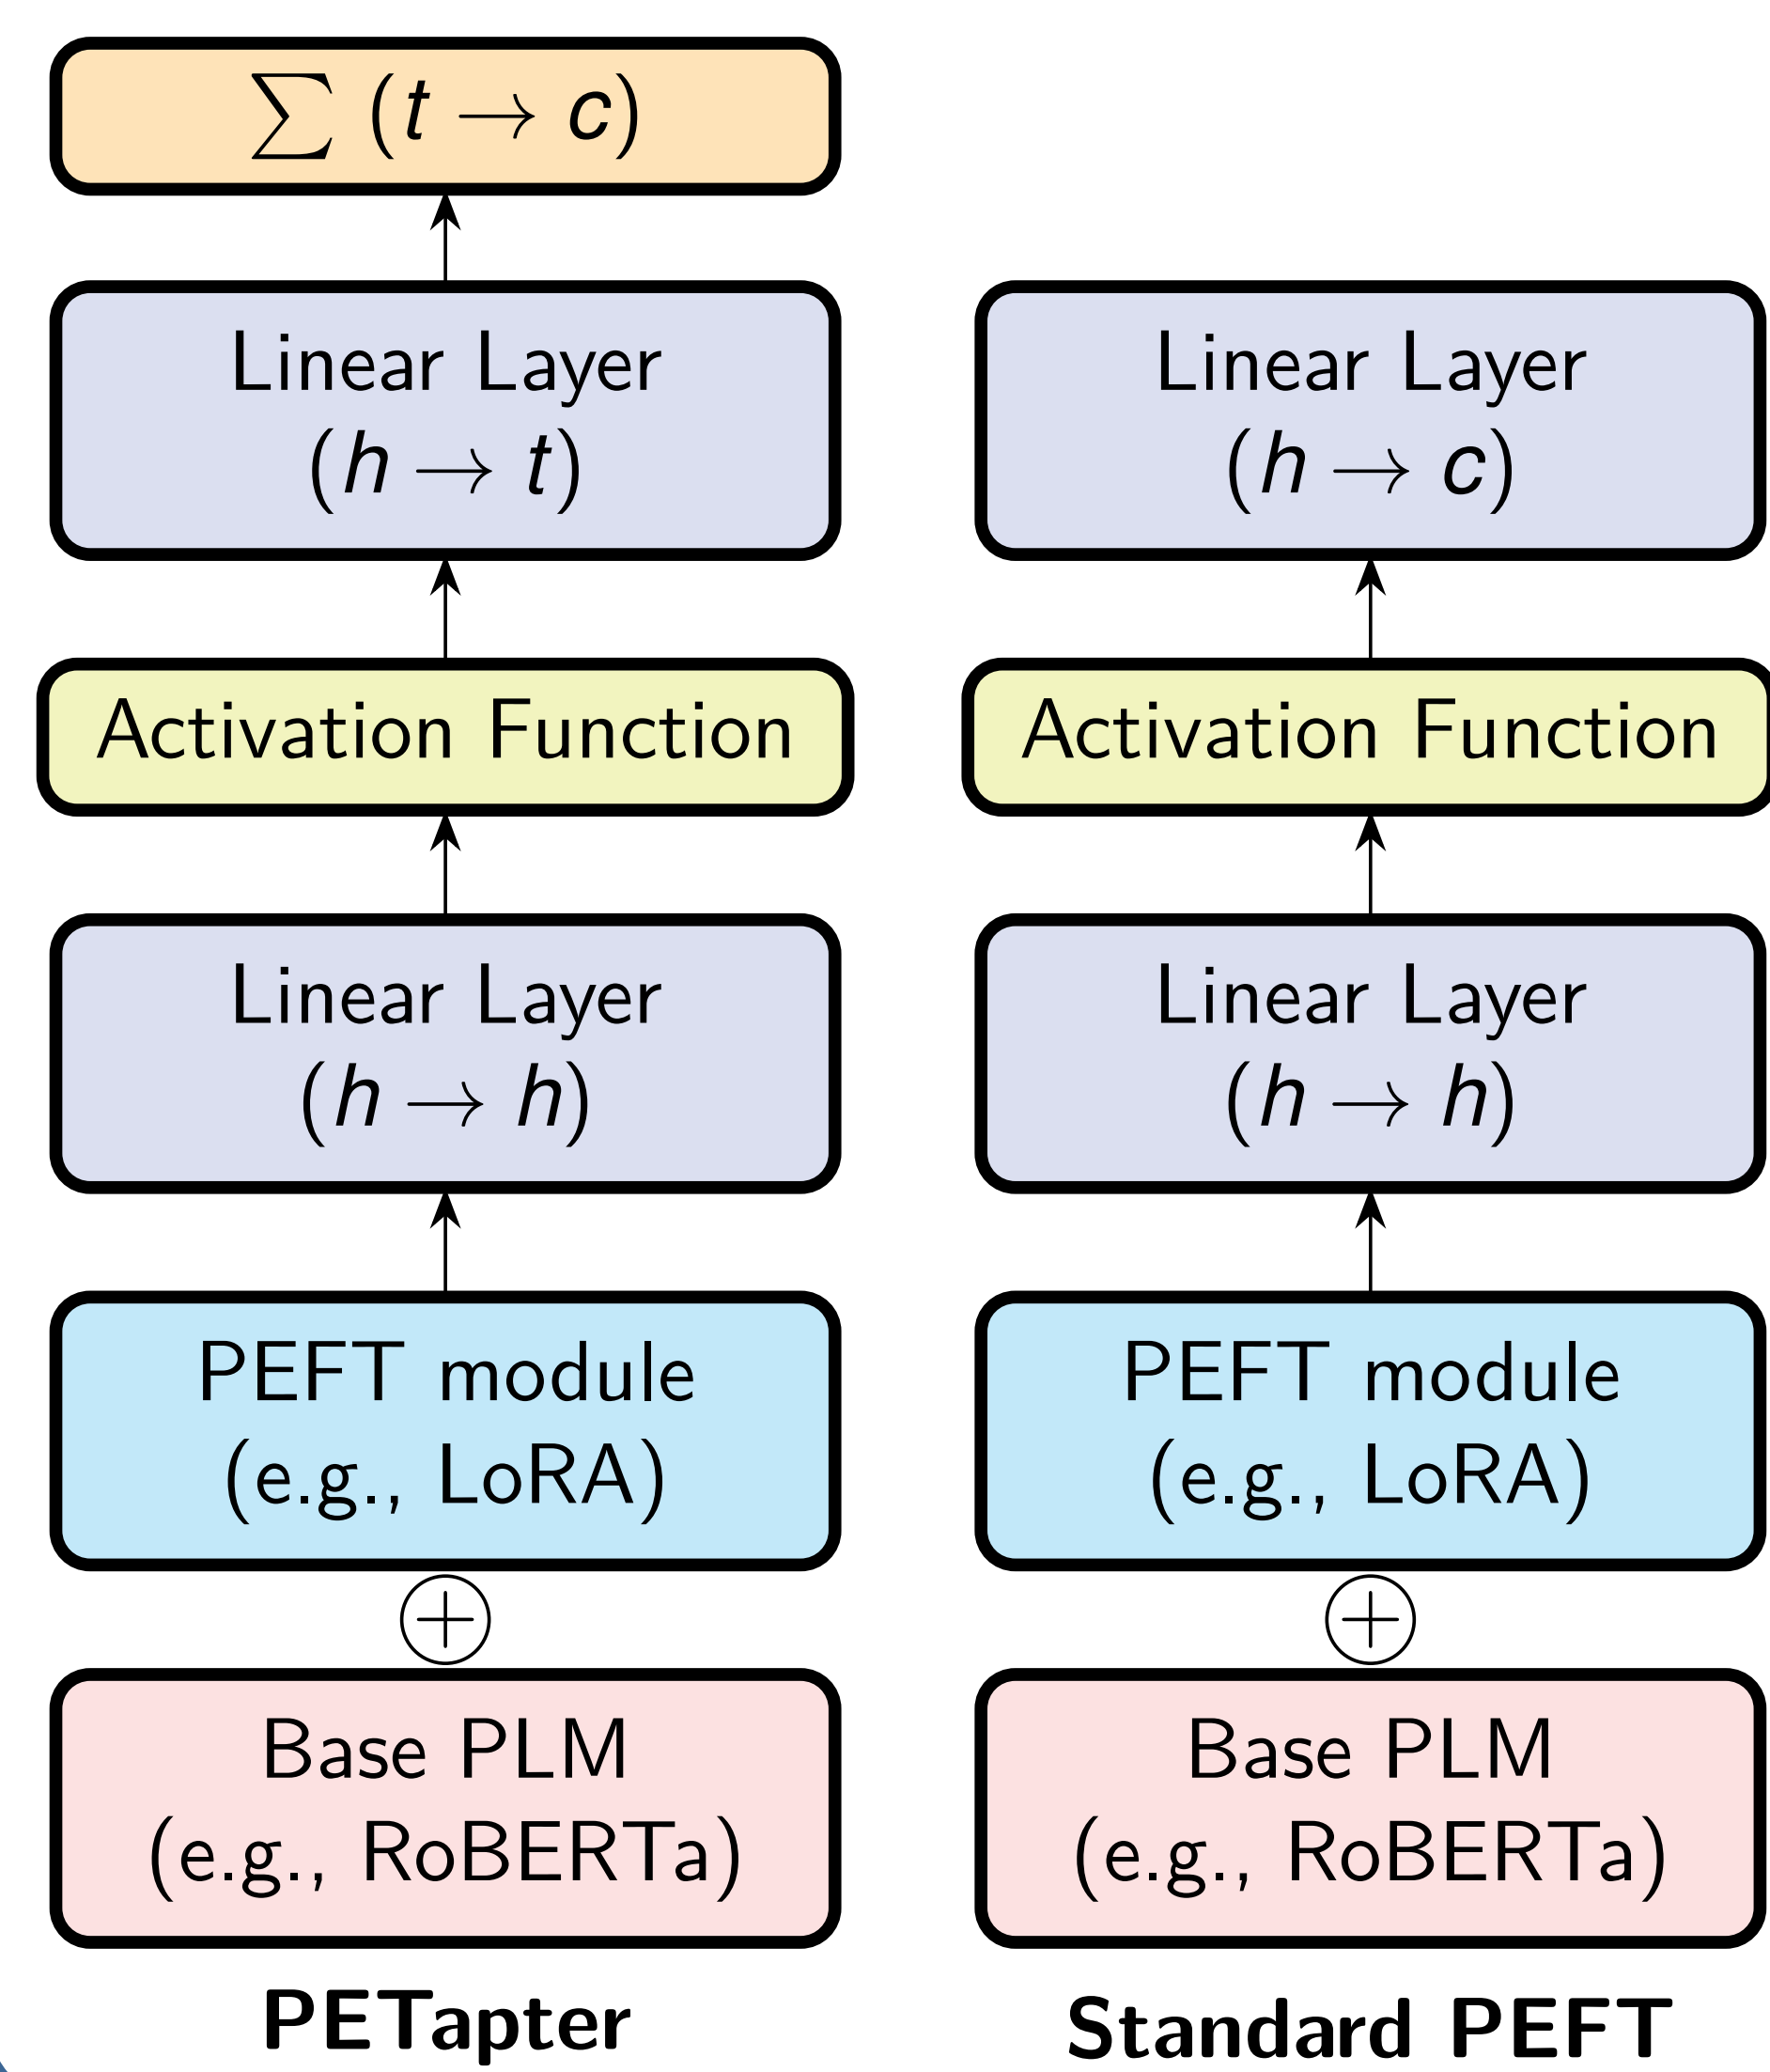 ∑ (t → c)
Linear Layer
(h → t)
Activation Function
Linear Layer
(h → h)
PEFT module
(e.g., LoRA)
+
Base PLM
(e.g., RoBERTa)
PETapter
Linear Layer
(h → c)
Activation Function
Linear Layer
(h → h)
PEFT module
(e.g., LoRA)
+
Base PLM
(e.g., RoBERTa)
Standard PEFT